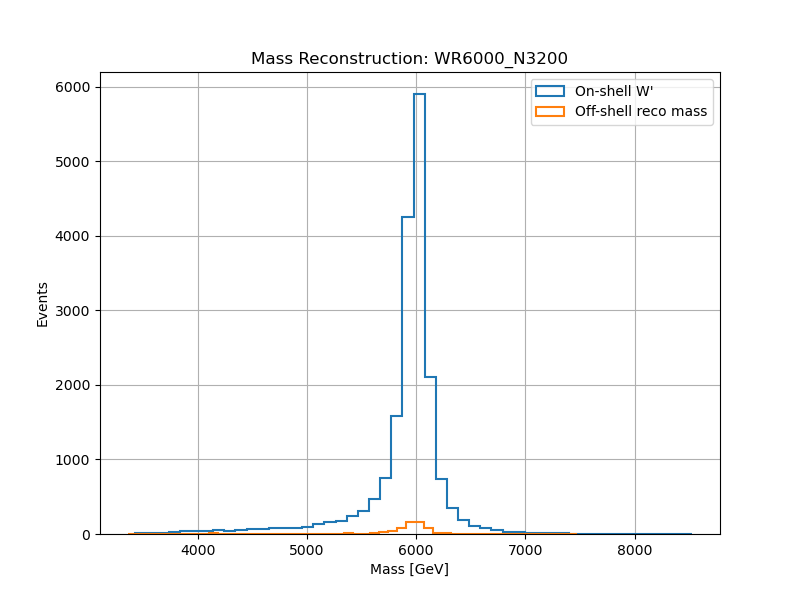 Mass Reconstruction: WR6000_N3200
On-shell W'
Off-shell reco mass
6000
5000
4000
3000
2000
1000
0
Events
4000 5000 6000 7000 8000
Mass [GeV]